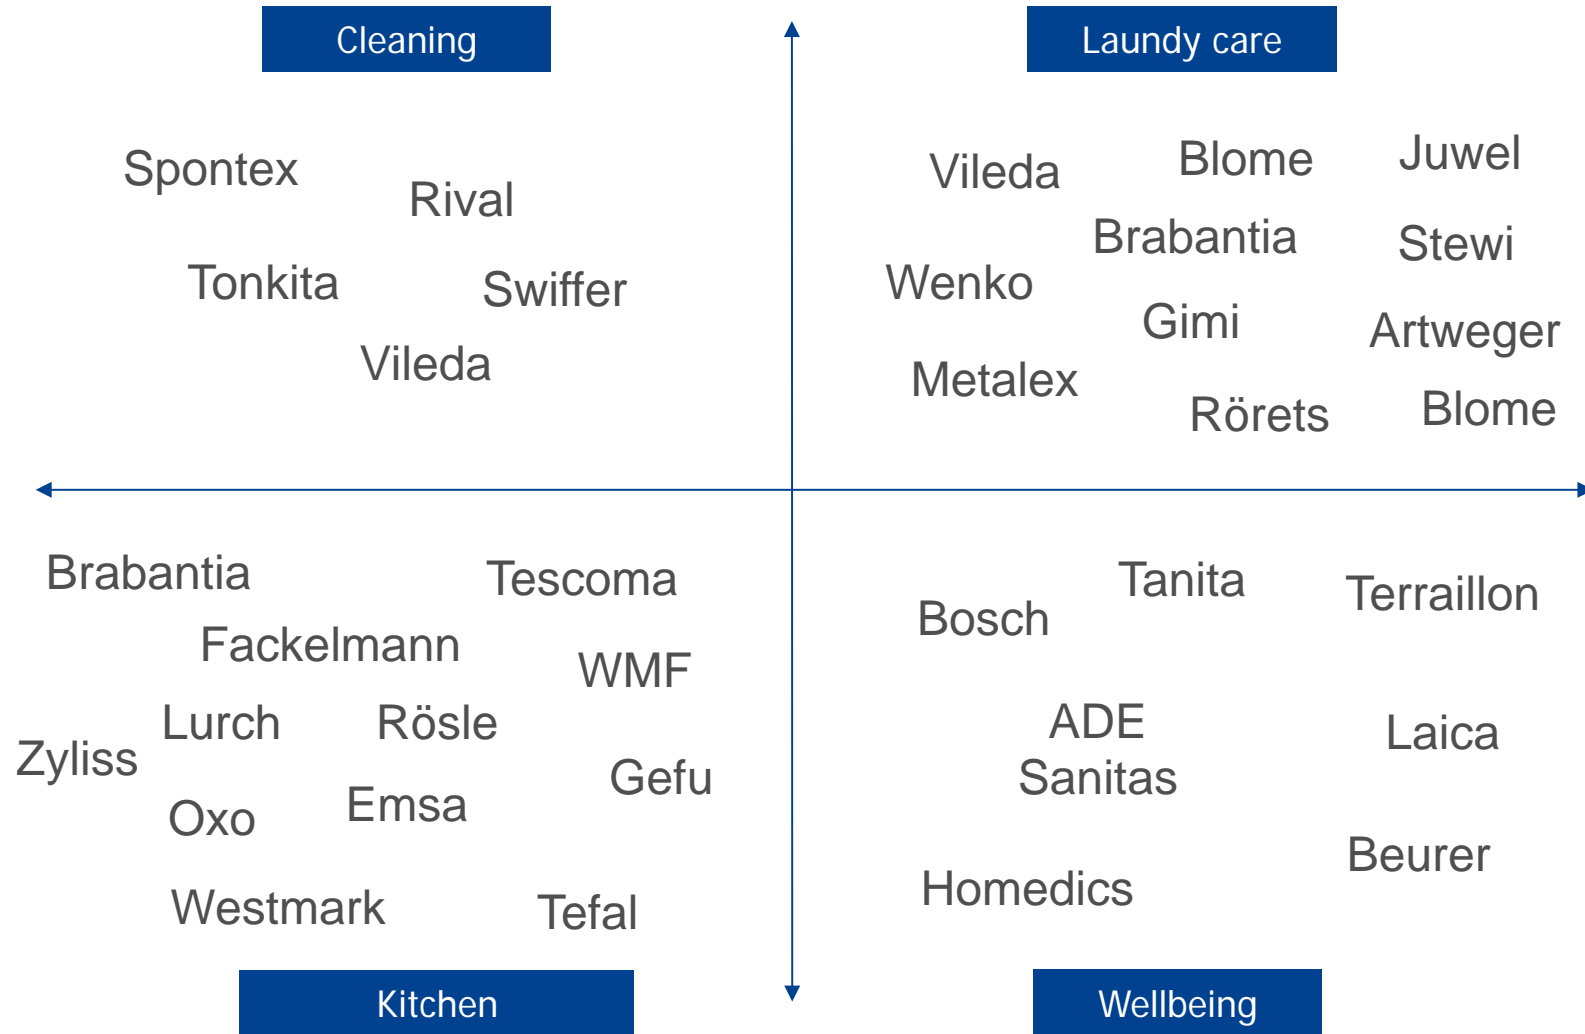 Cleaning
Laundy care
Spontex
Rival
Tonkita
Swiffer
Vileda
Vileda
Blome
Juwel
Brabantia
Stewi
Wenko
Gimi
Artweger
Metalex
Rörets
Blome
Brabantia
Tescoma
Fackelmann
WMF
Lurch
Rösle
Zyliss
Gefu
Oxo
Emsa
Westmark
Tefal
Kitchen
Tanita
Terraillon
Bosch
ADE
Laica
Sanitas
Beurer
Homedics
Wellbeing